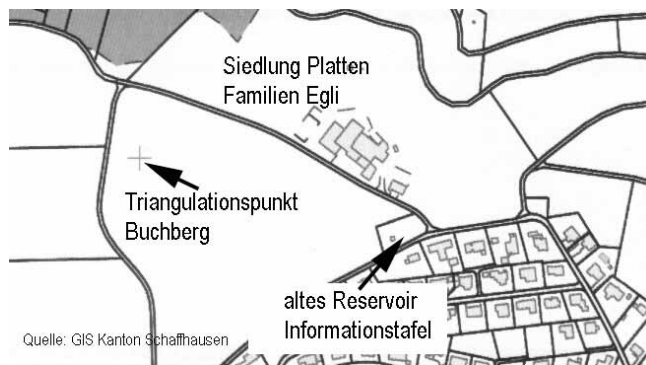 Siedlung Platten
Familien Egli
Triangulationspunkt
Buchberg
altes Reservoir
Informationstafel
Quelle: GIS Kanton Schaffhausen